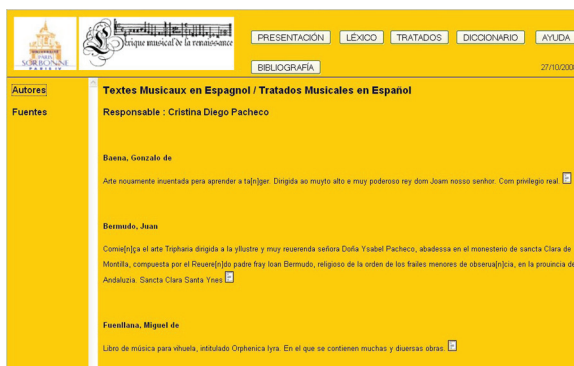 SORBONNE
PARIS IV
Lexique musical de la renaissance
PRESENTACIÓN LÉXICO TRATADOS DICCIONARIO AYUDA
BIBLIOGRAFÍA
27/10/200
Autores
Fuentes
Textes Musicaux en Espagnol / Tratados Musicales en Español
Responsable : Cristina Diego Pacheco
Baena, Gonzalo de
Arte nouamente inuentada pera aprender a ta[n]ger. Dirigida ao muyto alto e muy poderoso rey dom Joam nosso senhor. Com privilegio real.
Bermudo, Juan
Comie[n]ça el arte Tripharia dirigida a la yllustre y muy reuerenda señora Doña Ysabel Pacheco, abadessa en el monesterio de sancta Clara de
Montilla, compuesta por el Reuere[n]do padre fray Ioan Bermudo, religioso de la orden de los frailes menores de obserua[n]cia, en la prouincia de
Andaluzia. Sancta Clara Santa Ynes
Fuenllana, Miguel de
Libro de música para vihuela, intitulado Orphenica lyra. En el que se contienen muchas y diuersas obras.